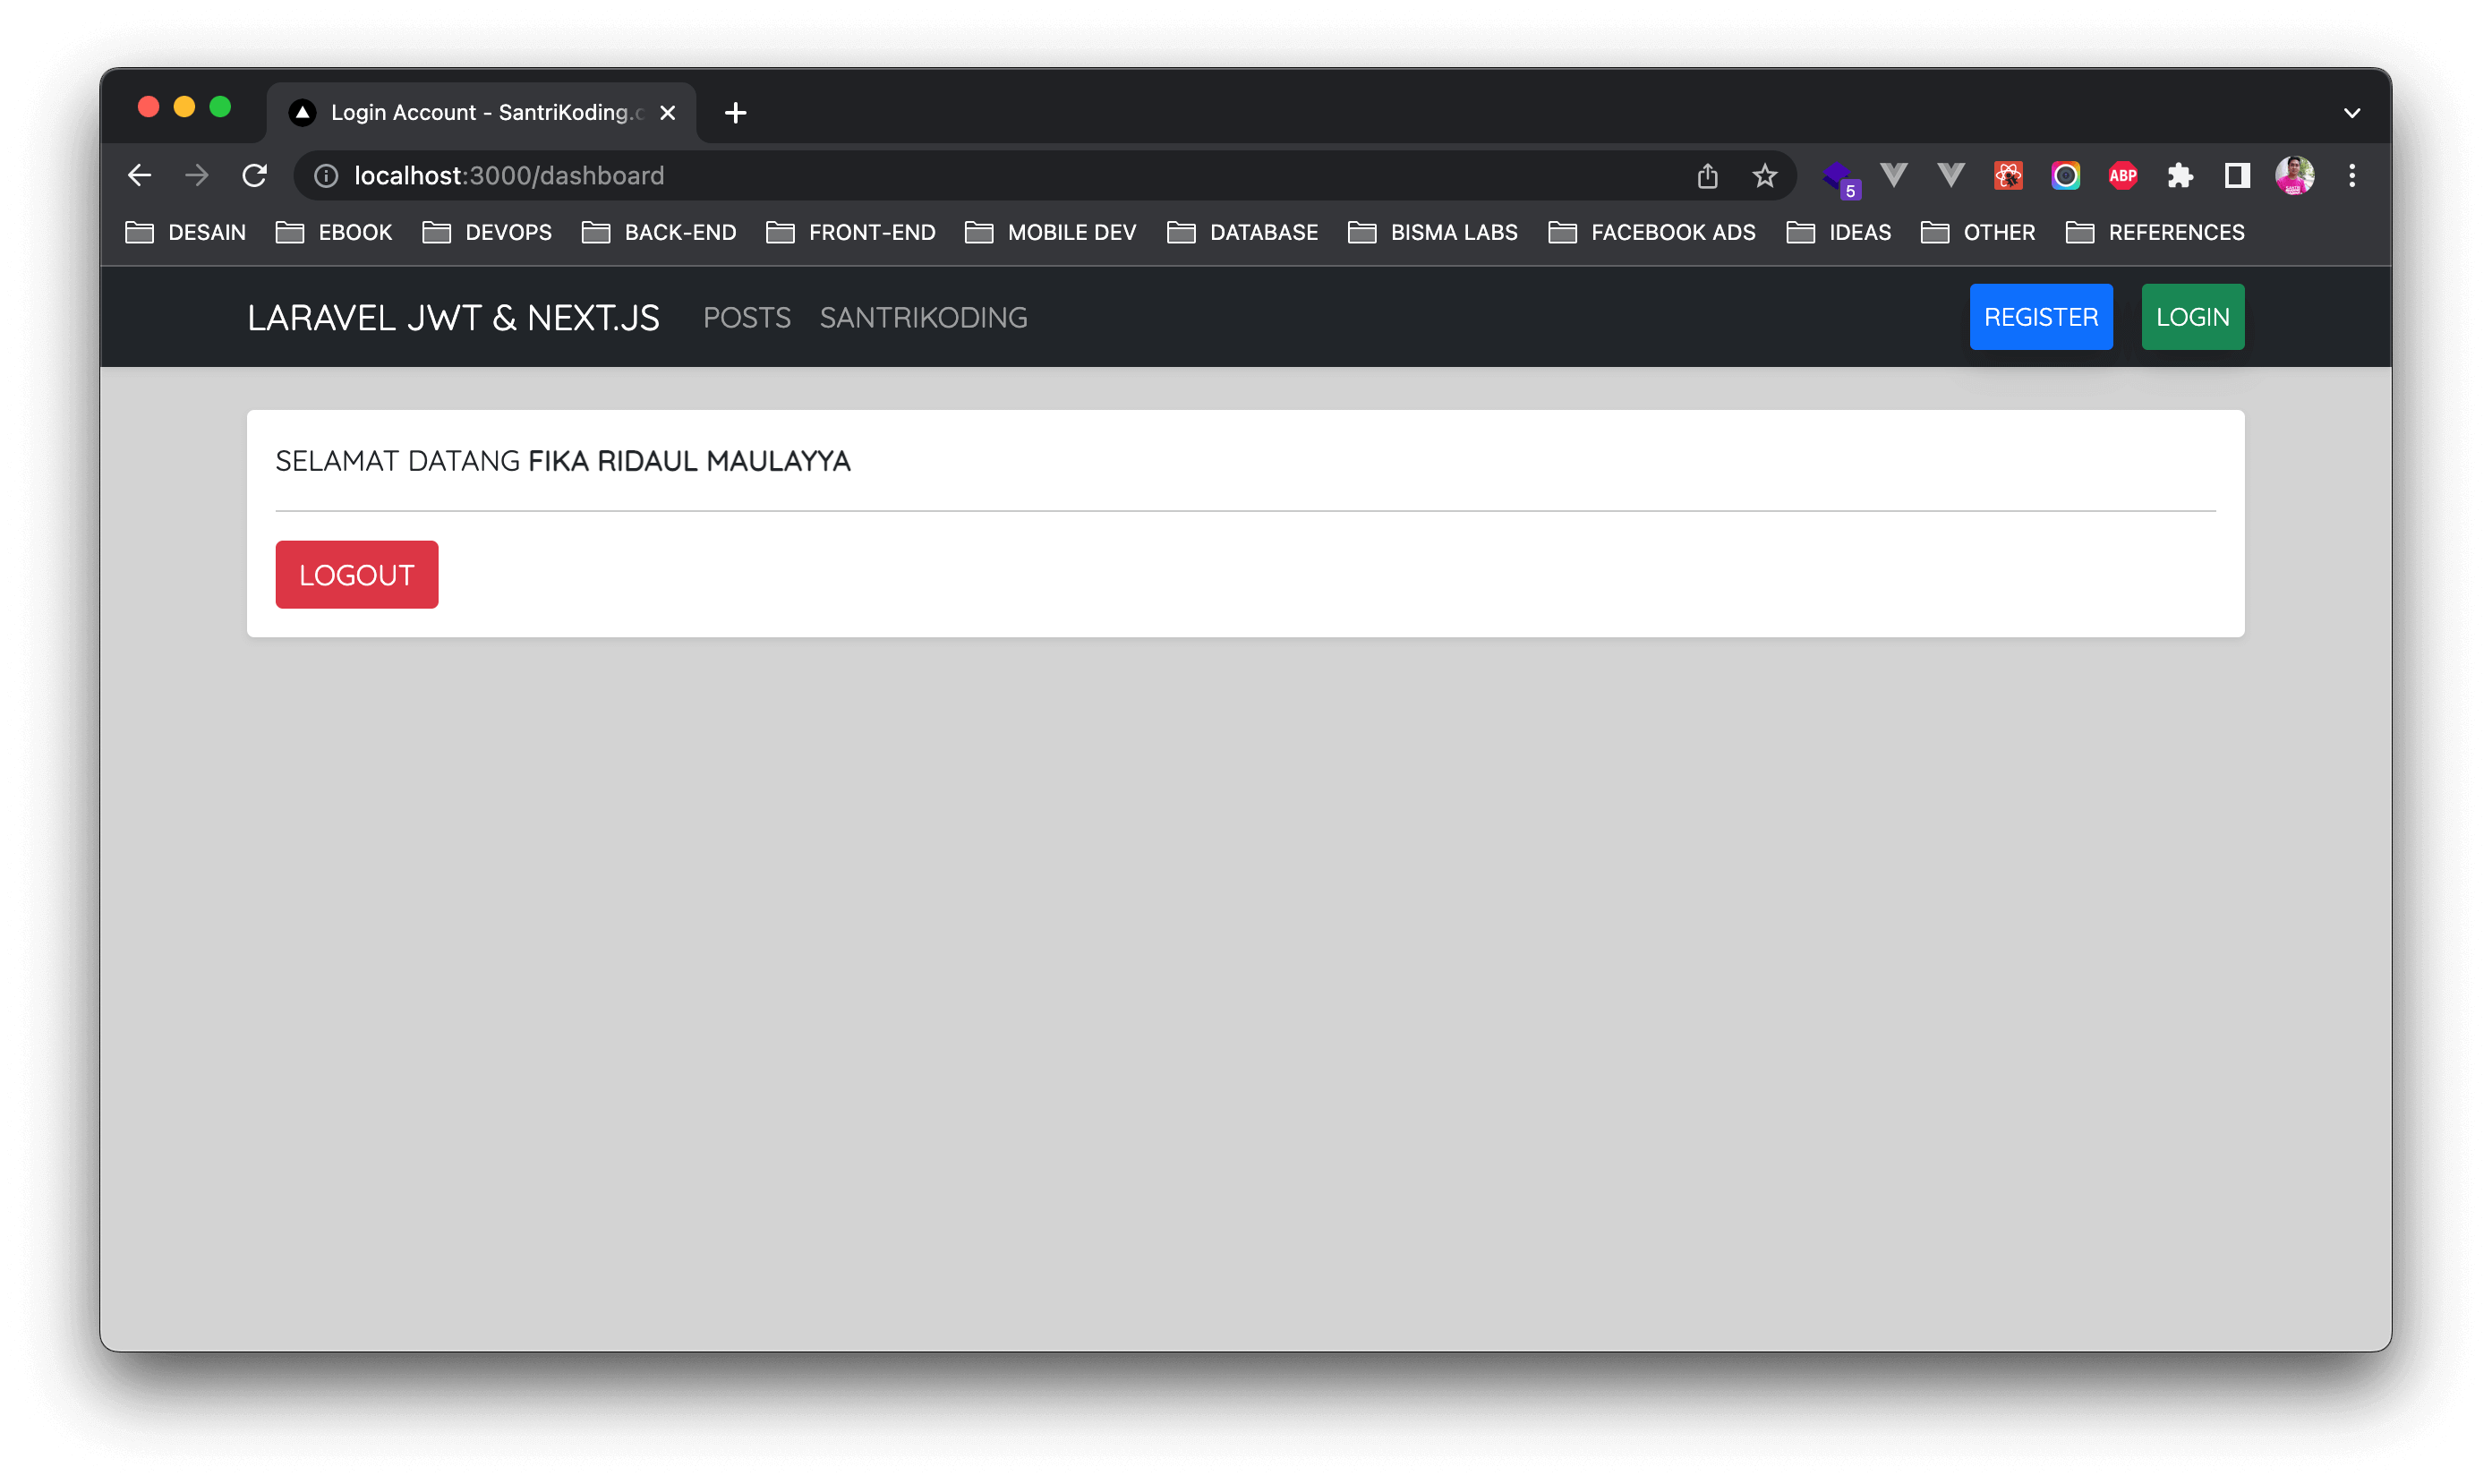 Login Account - SantriKoding.c
localhost:3000/dashboard
5
ABP
DESAIN EBOOK DEVOPS BACK-END FRONT-END MOBILE DEV DATABASE BISMA LABS FACEBOOK ADS IDEAS OTHER REFERENCES
LARAVEL JWT & NEXT.JS POSTS SANTRIKODING REGISTER LOGIN
SELAMAT DATANG FIKA RIDAUL MAULAYYA
LOGOUT